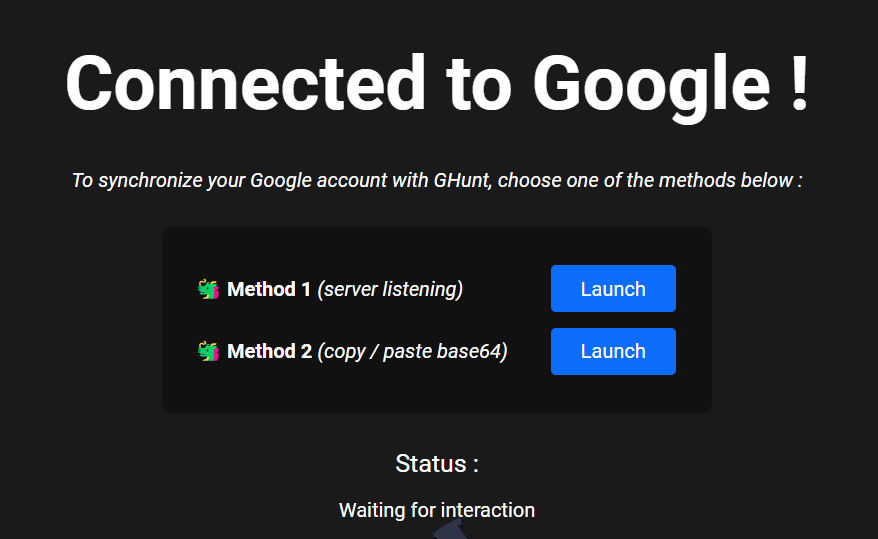 Connected to Google !
To synchronize your Google account with GHunt, choose one of the methods below :
Method 1 (server listening) Launch
Method 2 (copy / paste base64) Launch
Status :
Waiting for interaction